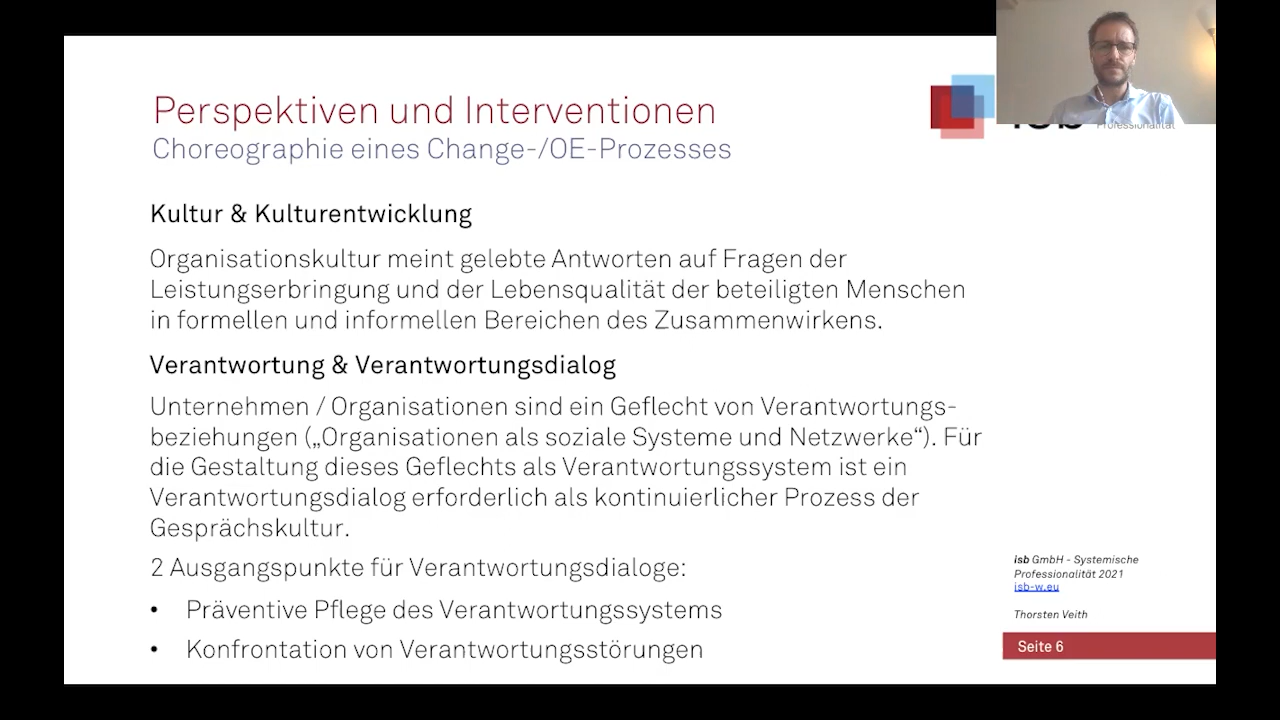 Perspektiven und Interventionen
Choreographie eines Change-/OE-Prozesses
Professionalität
Kultur & Kulturentwicklung
Organisationskultur meint gelebte Antworten auf Fragen der
Leistungserbringung und der Lebensqualität der beteiligten Menschen
in formellen und informellen Bereichen des Zusammenwirkens.
Verantwortung & Verantwortungsdialog
Unternehmen / Organisationen sind ein Geflecht von Verantwortungs-
beziehungen („Organisationen als soziale Systeme und Netzwerke“). Für
die Gestaltung dieses Geflechts als Verantwortungssystem ist ein
Verantwortungsdialog erforderlich als kontinuierlicher Prozess der
Gesprächskultur.
2 Ausgangspunkte für Verantwortungsdialoge:
• Präventive Pflege des Verantwortungssystems
• Konfrontation von Verantwortungsstörungen
isb GmbH - Systemische
Professionalität 2021
isb-w.eu
Thorsten Veith
Seite 6